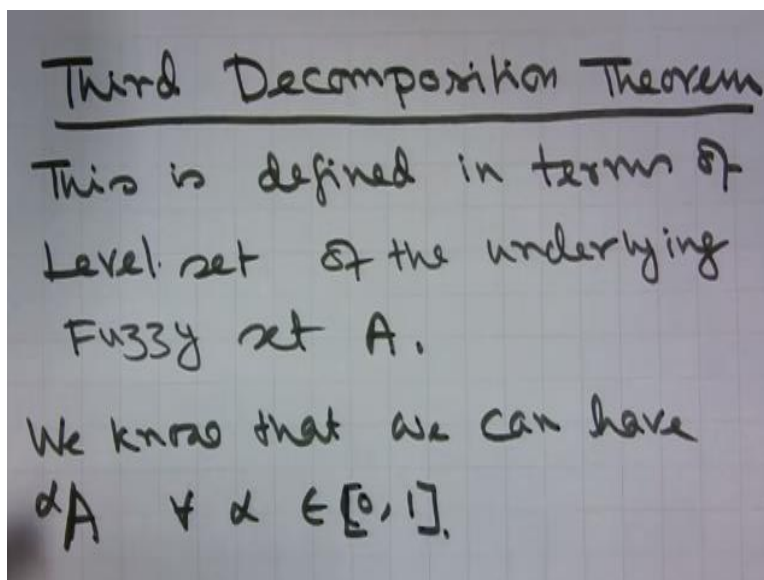 Third Decomposition Theorem
This is defined in terms of
Level set of the underlying
Fuzzy set A.
We know that we can have
ᵅA ∀ α ∈ [0, 1].